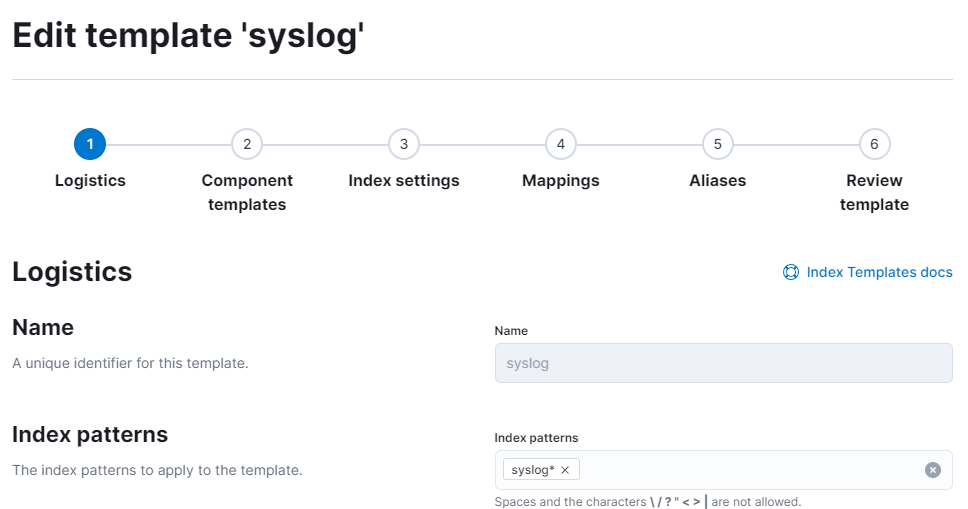 Edit template 'syslog'
1 2 3 4 5 6
Logistics Component Index settings Mappings Aliases Review
templates template
Logistics
Index Templates docs
Name
A unique identifier for this template.
Name
syslog
Index patterns
The index patterns to apply to the template.
Index patterns
syslog*
Spaces and the characters \ / ? " < > | are not allowed.